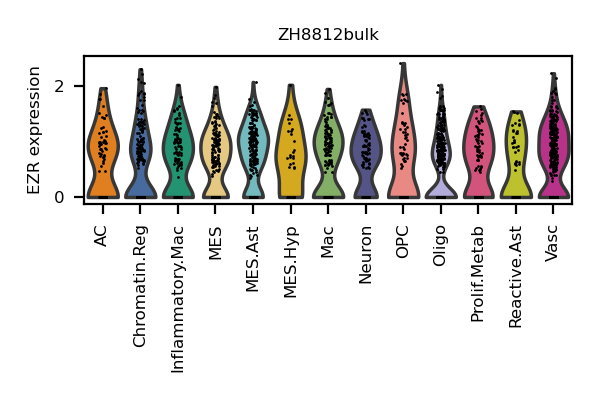 ZH8812bulk
EZR expression
2
0
AC
Chromatin.Reg
Inflammatory.Mac
MES
MES.Ast
MES.Hyp
Mac
Neuron
OPC
Oligo
Prolif.Metab
Reactive.Ast
Vasc